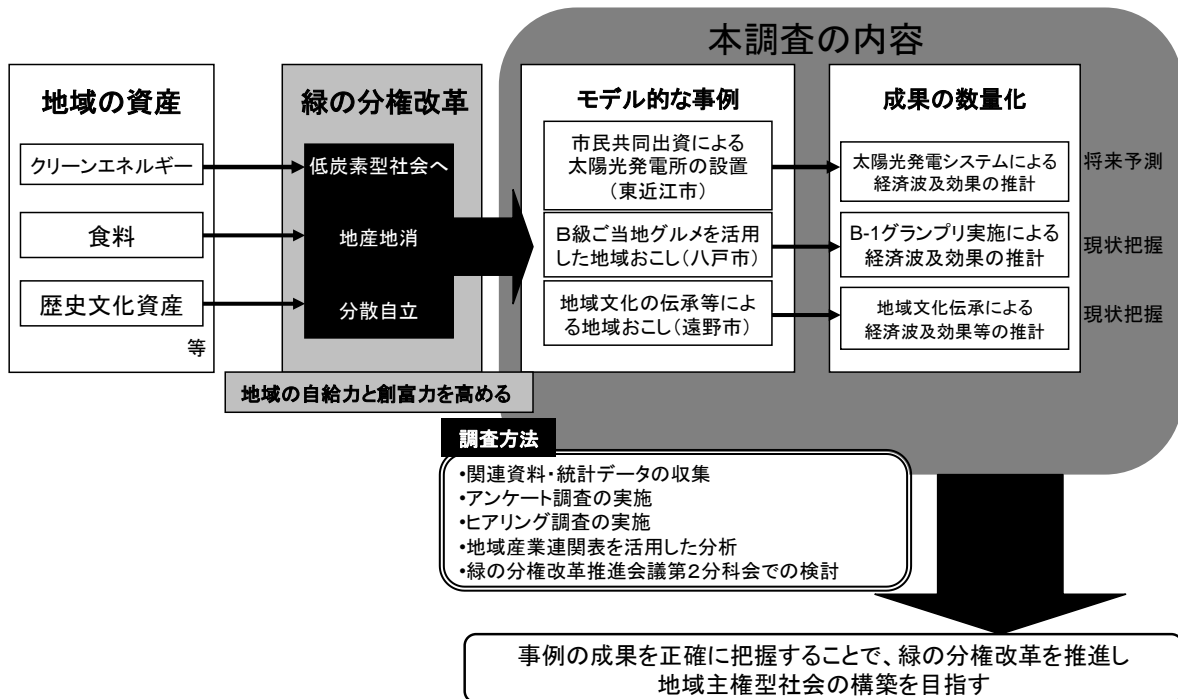 本調査の内容
地域の資産
クリーンエネルギー
食料
歴史文化資産
等
緑の分権改革
低炭素型社会へ
地産地消
分散自立
地域の自給力と創富力を高める
モデル的な事例
市民共同出資による
太陽光発電所の設置
(東近江市)
B級ご当地グルメを活用
した地域おこし(八戸市)
地域文化の伝承等によ
る地域おこし(遠野市)
成果の数量化
太陽光発電システムによる
経済波及効果の推計
B-1グランプリ実施による
経済波及効果の推計
地域文化伝承による
経済波及効果等の推計
将来予測
現状把握
現状把握
調査方法
•関連資料・統計データの収集
•アンケート調査の実施
•ヒアリング調査の実施
•地域産業連関表を活用した分析
•緑の分権改革推進会議第2分科会での検討
事例の成果を正確に把握することで、緑の分権改革を推進し
地域主権型社会の構築を目指す